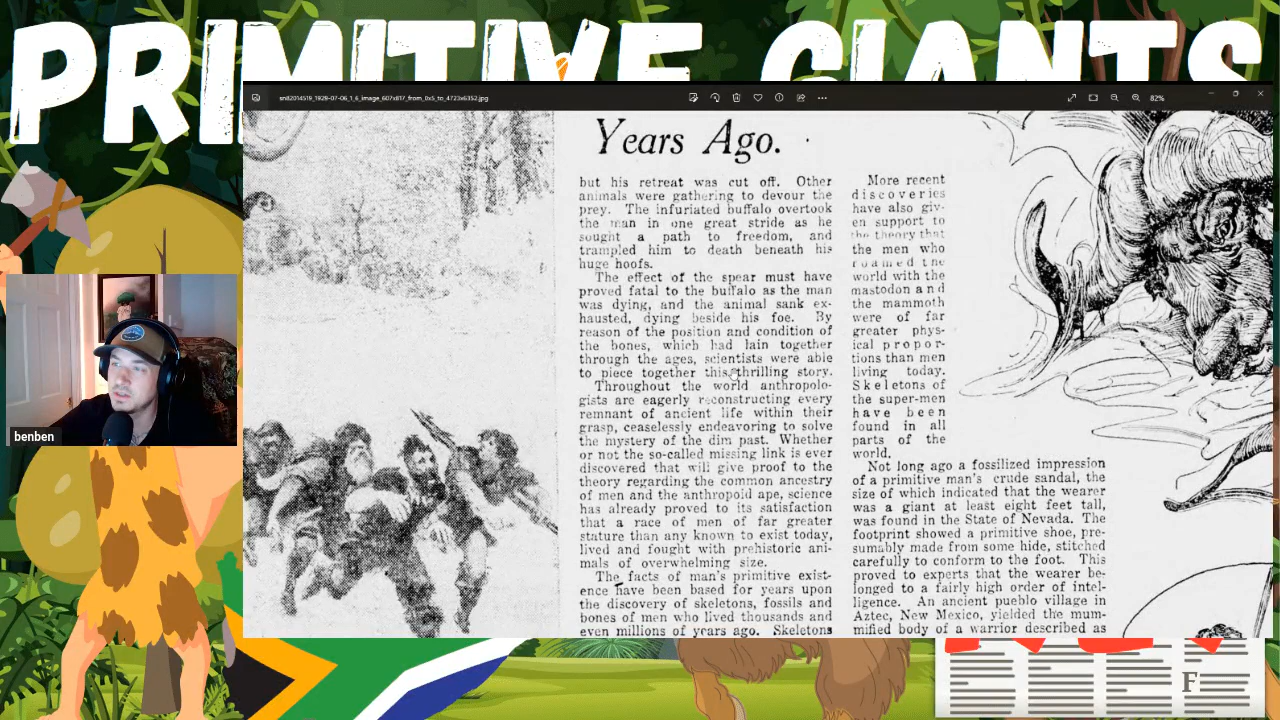 PRIMITIVE GIANTS
sn82014519_1929-07-06_1_6_image_607x817_from_0x5_to_4723x6352.jpg
82%
Years Ago.
but his retreat was cut off. Other
animals were gathering to devour the
prey. The infuriated buffalo overtook
the man in one great stride as he
sought a path to freedom, and
trampled him to death beneath his
huge hoofs.
The effect of the spear must have
proved fatal to the buffalo as the man
was dying, and the animal sank ex-
hausted, dying beside his foe. By
reason of the position and condition of
the bones, which had lain together
through the ages, scientists were able
to piece together this thrilling story.
Throughout the world anthropolo-
gists are eagerly reconstructing every
remnant of ancient life within their
grasp, ceaselessly endeavoring to solve
the mystery of the dim past. Whether
or not the so-called missing link is ever
discovered that will give proof to the
theory regarding the common ancestry
of men and the anthropoid ape, science
has already proved to its satisfaction
that a race of men of far greater
stature than any known to exist today,
lived and fought with prehistoric ani-
mals of overwhelming size.
The facts of man's primitive exist-
ence have been based for years upon
the discovery of skeletons, fossils and
bones of men who lived thousands and
even millions of years ago. Skeletons
More recent
discoveries
have also giv-
en support to
the theory that
the men who
roamed the
world with the
mastodon and
the mammoth
were of far
greater phys-
ical propor-
tions than men
living today.
Skeletons of
the super-men
have been
found in all
parts of the
world.
Not long ago a fossilized impression
of a primitive man's crude sandal, the
size of which indicated that the wearer
was a giant at least eight feet tall,
was found in the State of Nevada. The
footprint showed a primitive shoe, pre-
sumably made from some hide, stitched
carefully to conform to the foot. This
proved to experts that the wearer be-
longed to a fairly high order of intel-
ligence. An ancient pueblo village in
Aztec, New Mexico, yielded the mum-
mified body of a warrior described as
benben
F